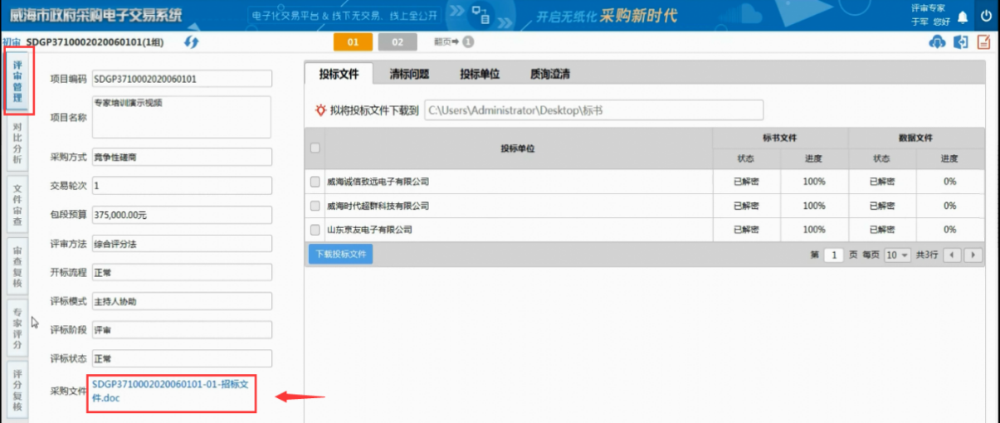 威海市政府采购电子交易系统
电子化交易平台 & 线下无交易、线上全公开
开启无纸化 采购新时代
评审专家
于军 您好
初审 SDGP3710002020060101(1组)
01
02
翻页
1
评审管理
对比分析
文件审查
审查复核
专家评分
评分复核
项目编码 SDGP3710002020060101
项目名称 专家培训演示视频
采购方式 竞争性磋商
交易轮次 1
包段预算 375,000.00元
评审方法 综合评分法
开标流程 正常
评标模式 主持人协助
评标阶段 评审
评标状态 正常
采购文件 SDGP3710002020060101-01-招标文
件.doc
投标文件 清标问题 投标单位 质询澄清
拟将投标文件下载到 C:\Users\Administrator\Desktop\标书
投标单位 标书文件 数据文件
状态 进度 状态 进度
威海诚信致远电子有限公司 已解密 100% 已解密 0%
威海时代超群科技有限公司 已解密 100% 已解密 0%
山东京友电子有限公司 已解密 100% 已解密 0%
下载投标文件
第 1 页 每页 10 共3行